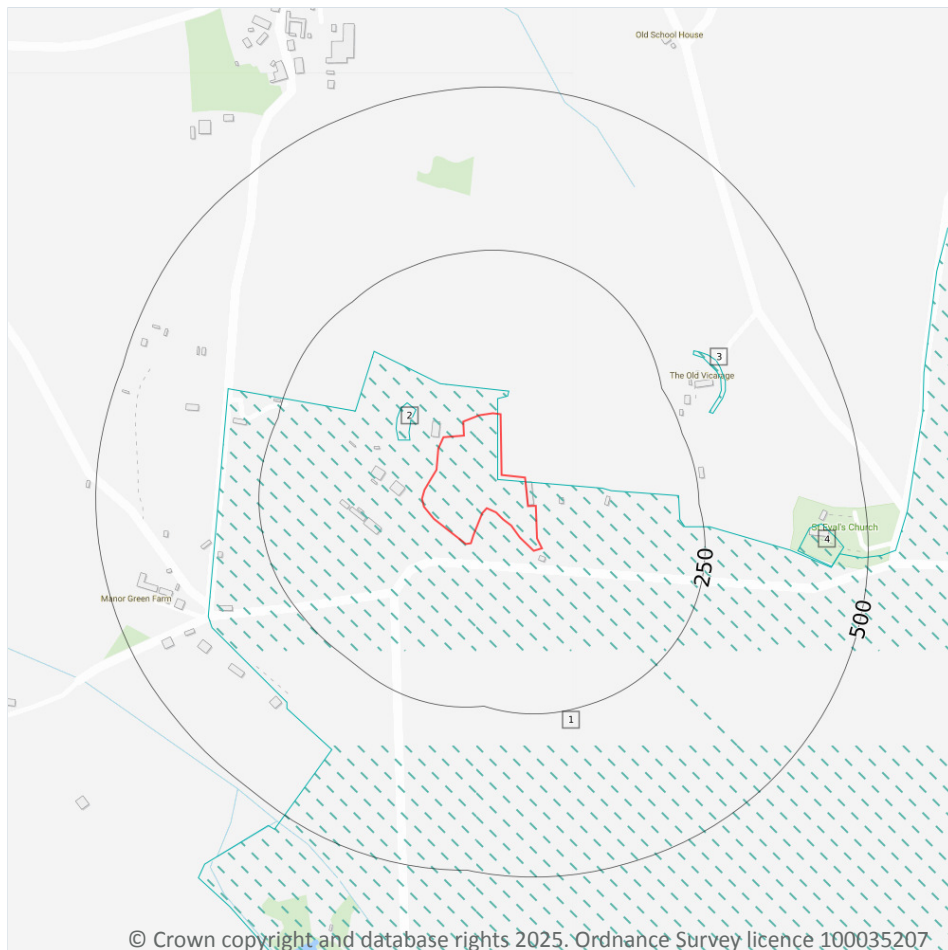 Old School House
3
The Old Vicarage
2
St Eval's Church
4
250
Manor Green Farm
500
1
© Crown copyright and database rights 2025. Ordnance Survey licence 100035207